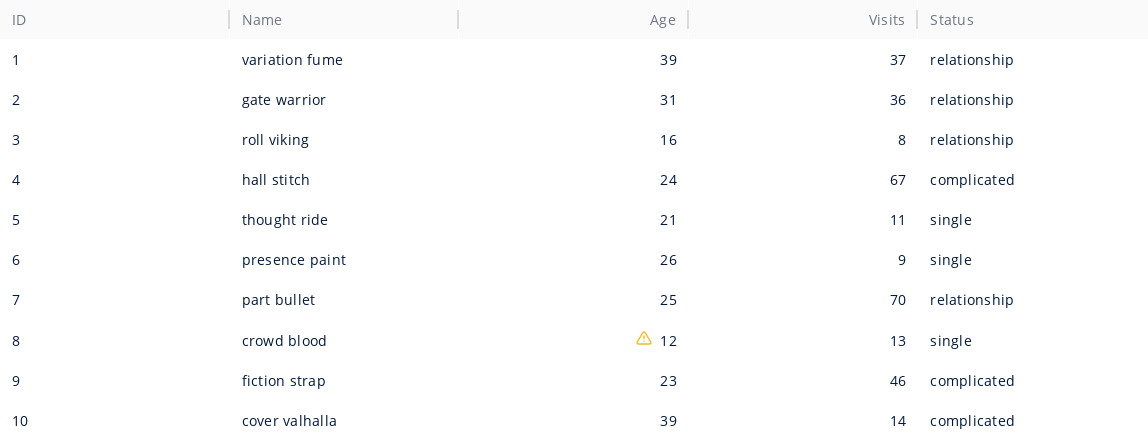 ID Name Age Visits Status
1 variation fume 39 37 relationship
2 gate warrior 31 36 relationship
3 roll viking 16 8 relationship
4 hall stitch 24 67 complicated
5 thought ride 21 11 single
6 presence paint 26 9 single
7 part bullet 25 70 relationship
8 crowd blood 12 13 single
9 fiction strap 23 46 complicated
10 cover valhalla 39 14 complicated